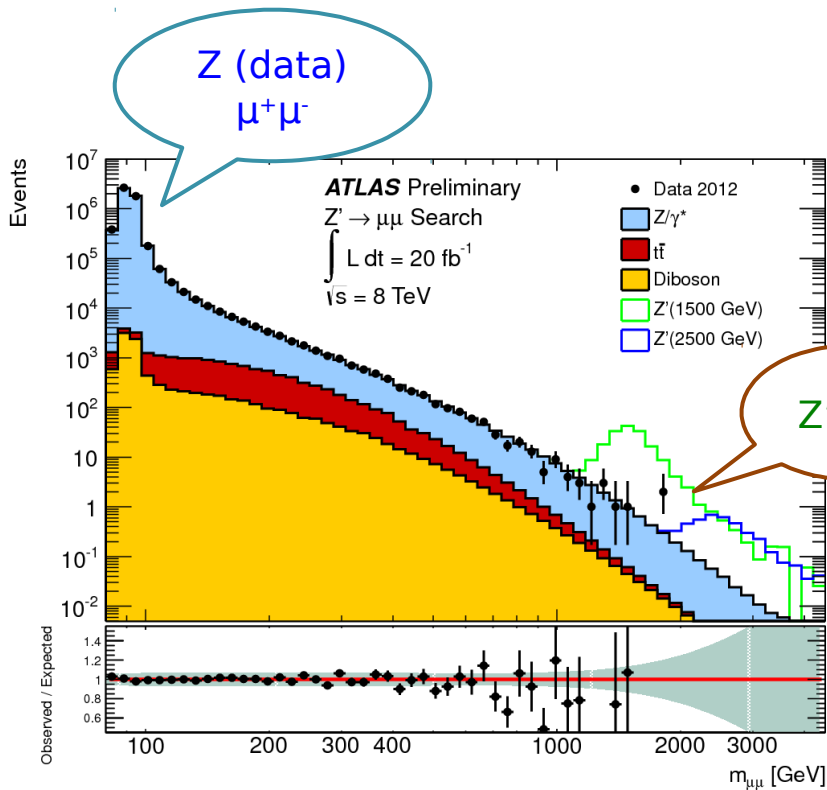 Z (data)
μ⁺μ⁻
Events
10⁷
10⁶
10⁵
10⁴
10³
10²
10
1
10⁻¹
10⁻²
ATLAS Preliminary
Z' → μμ Search
∫ L dt = 20 fb⁻¹
√s = 8 TeV
Data 2012
Z/γ*
tt̄
Diboson
Z'(1500 GeV)
Z'(2500 GeV)
Z'
Observed / Expected
1.4
1.2
1
0.8
0.6
100 200 300 400 1000 2000 3000
m_μμ [GeV]